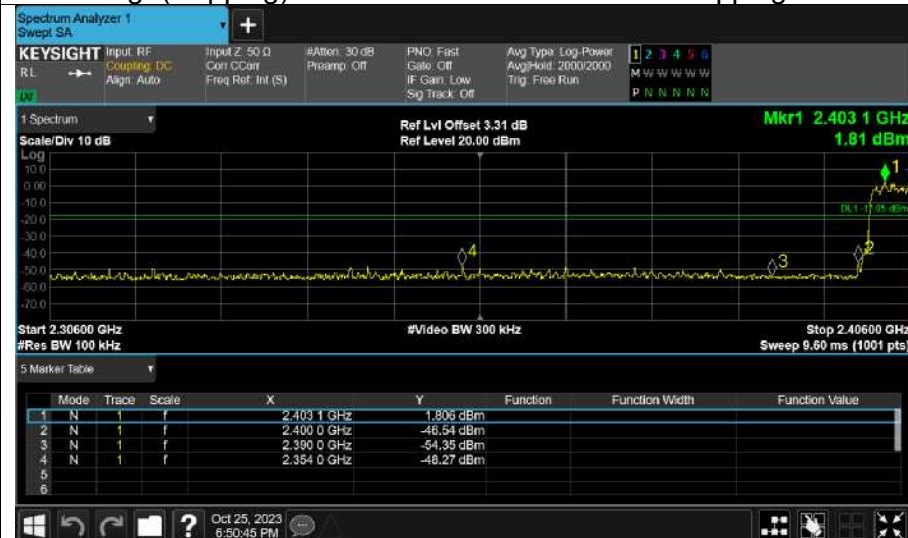 Spectrum Analyzer 1
Swept SA
+
KEYSIGHT Input: RF Input Z: 50 Ω #Atten: 30 dB PNO: Fast Avg Type: Log-Power 1 2 3 4 5 6
RL Coupling: DC Corr CCorr Preamp: Off Gate: Off Avg|Hold: 2000/2000 M W W W W W
Align: Auto Freq Ref: Int (S) IF Gain: Low Trig: Free Run
Sig Track: Off P N N N N N
1 Spectrum Ref Lvl Offset 3.31 dB Mkr1 2.403 1 GHz
Scale/Div 10 dB Ref Level 20.00 dBm 1.81 dBm
Log
10.0 1
0.00
-10.0
-20.0
-30.0
-40.0 4 3 2
-50.0
-60.0
-70.0
Start 2.30600 GHz #Video BW 300 kHz Stop 2.40600 GHz
#Res BW 100 kHz Sweep 9.60 ms (1001 pts)
5 Marker Table
Mode Trace Scale X Y Function Function Width Function Value
1 N 1 f 2.403 1 GHz 1.806 dBm
2 N 1 f 2.400 0 GHz -46.54 dBm
3 N 1 f 2.390 0 GHz -54.35 dBm
4 N 1 f 2.354 0 GHz -48.27 dBm
5
6
? Oct 25, 2023
6:50:45 PM